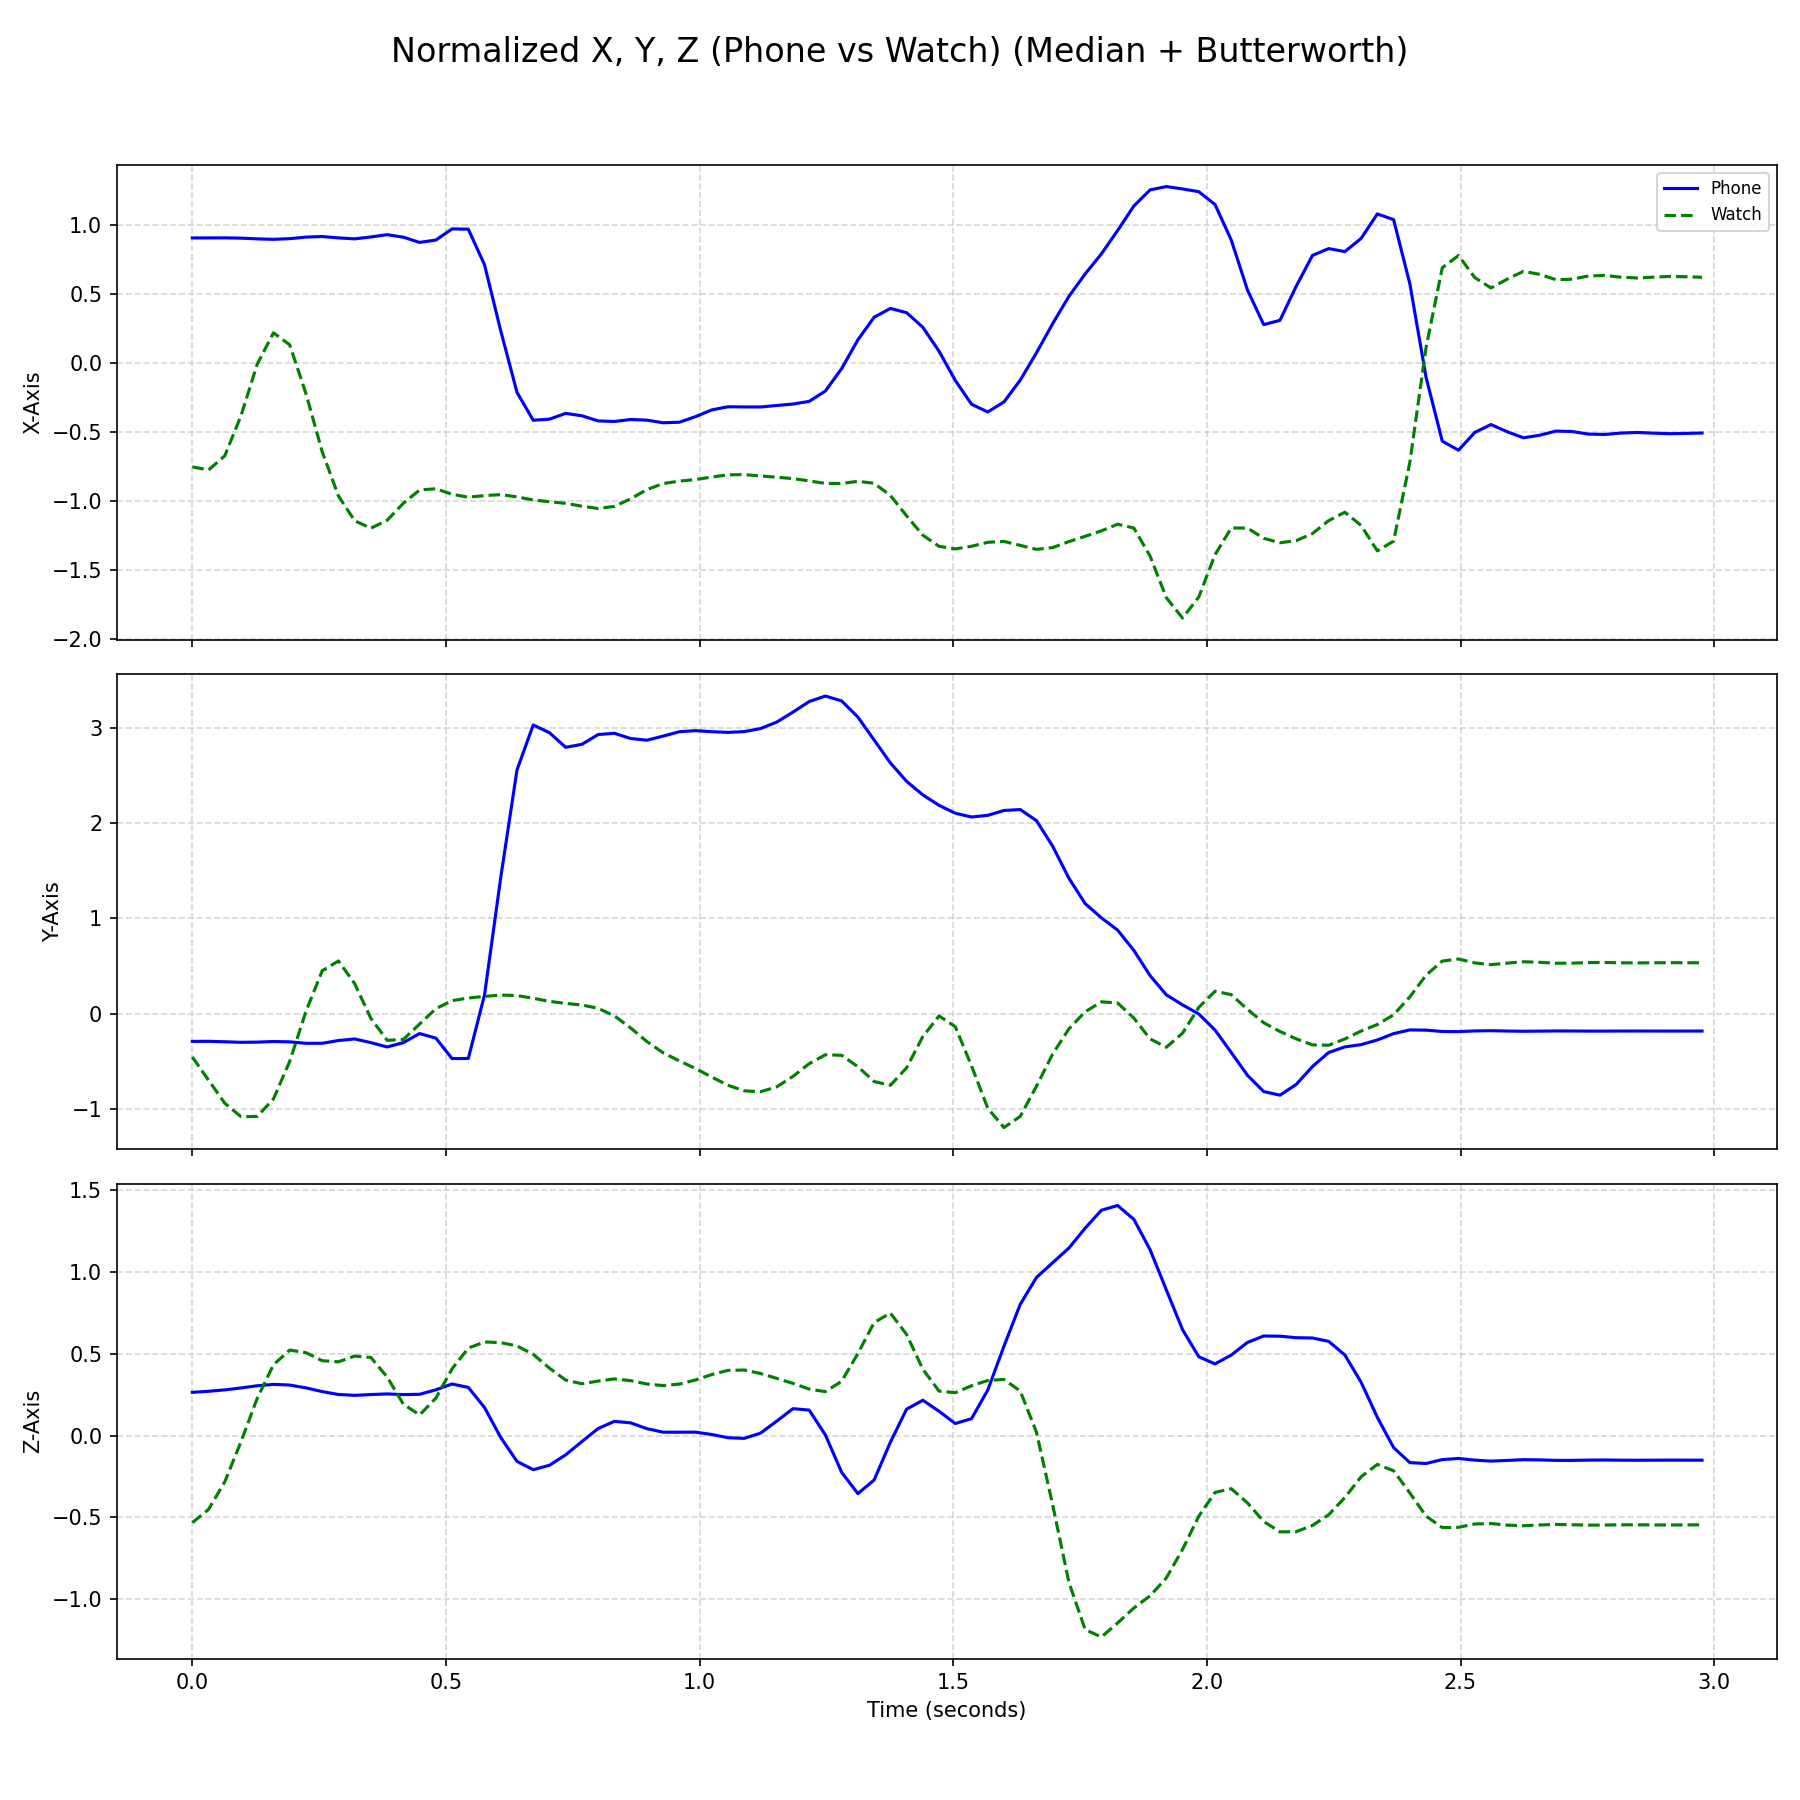 Normalized X, Y, Z (Phone vs Watch) (Median + Butterworth)
Phone
Watch
X-Axis
1.0
0.5
0.0
−0.5
−1.0
−1.5
−2.0
Y-Axis
3
2
1
0
−1
Z-Axis
1.5
1.0
0.5
0.0
−0.5
−1.0
0.0 0.5 1.0 1.5 2.0 2.5 3.0
Time (seconds)